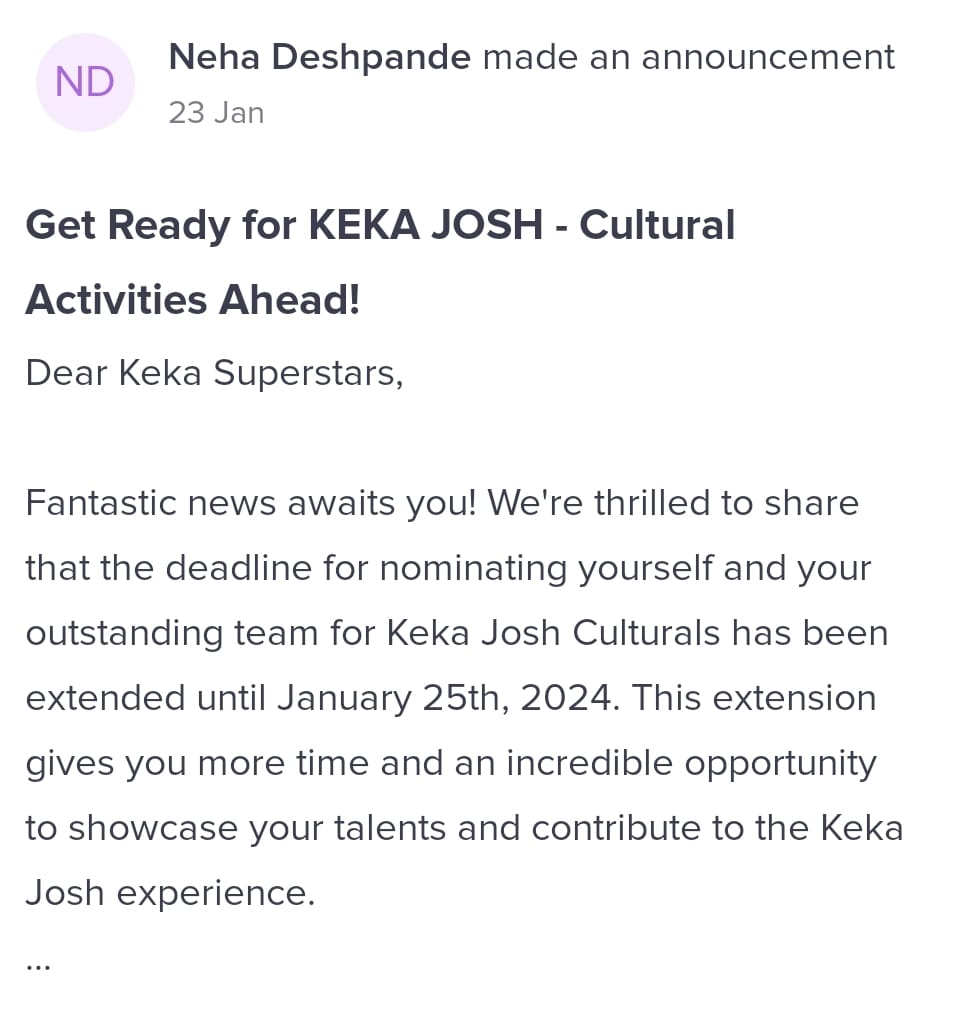 ND
Neha Deshpande made an announcement
23 Jan
Get Ready for KEKA JOSH - Cultural
Activities Ahead!
Dear Keka Superstars,
Fantastic news awaits you! We're thrilled to share
that the deadline for nominating yourself and your
outstanding team for Keka Josh Culturals has been
extended until January 25th, 2024. This extension
gives you more time and an incredible opportunity
to showcase your talents and contribute to the Keka
Josh experience.
...